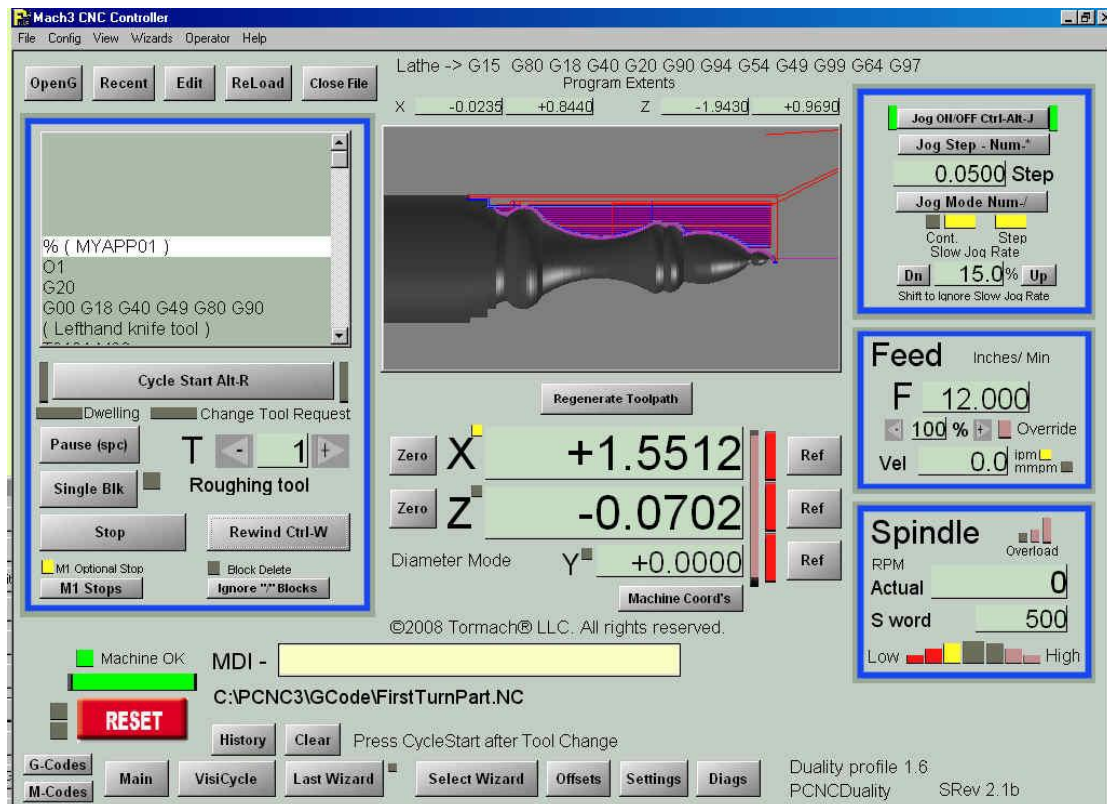 Mach3 CNC Controller
File Config View Wizards Operator Help
OpenG Recent Edit ReLoad Close File
Lathe -> G15 G80 G18 G40 G20 G90 G94 G54 G49 G99 G64 G97
Program Extents
X -0.0235 +0.8440 Z -1.9430 +0.9690
% ( MYAPP01 )
O1
G20
G00 G18 G40 G49 G80 G90
( Lefthand knife tool )
Cycle Start Alt-R
Dwelling Change Tool Request
Pause (spc)
T - 1 +
Single Blk
Roughing tool
Stop Rewind Ctrl-W
M1 Optional Stop Block Delete
M1 Stops Ignore "/"Blocks
Regenerate Toolpath
Zero X +1.5512 Ref
Zero Z -0.0702 Ref
Diameter Mode Y +0.0000 Ref
Machine Coord's
©2008 Tormach® LLC. All rights reserved.
Jog ON/OFF Ctrl-Alt-J
Jog Step - Num-*
0.0500 Step
Jog Mode Num-/
Cont. Step
Slow Jog Rate
Dn 15.0% Up
Shift to Ignore Slow Jog Rate
Feed Inches/ Min
F 12.000
- 100 % + Override
Vel 0.0 ipm
mmpm
Spindle
Overload
RPM
Actual 0
S word 500
Low High
Machine OK
MDI -
C:\PCNC3\GCode\FirstTurnPart.NC
RESET
History Clear Press CycleStart after Tool Change
G-Codes
M-Codes
Main VisiCycle Last Wizard Select Wizard Offsets Settings Diags
Duality profile 1.6
PCNCDuality SRev 2.1b